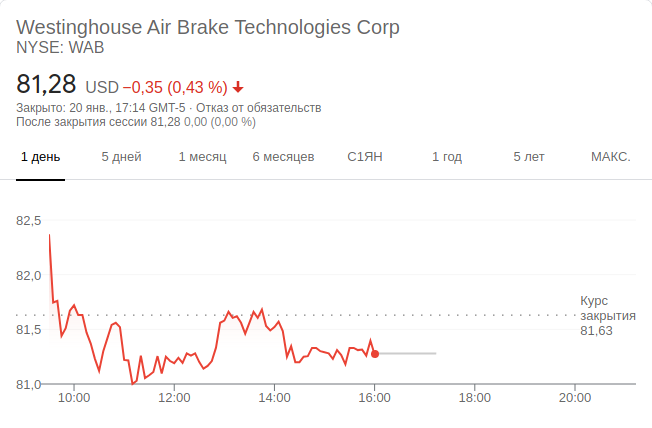 Westinghouse Air Brake Technologies Corp
NYSE: WAB
81,28 USD −0,35 (0,43 %)
Закрыто: 20 янв., 17:14 GMT-5 · Отказ от обязательств
После закрытия сессии 81,28 0,00 (0,00 %)
1 день 5 дней 1 месяц 6 месяцев С1ЯН 1 год 5 лет МАКС.
82,5
82,0
Курс
закрытия
81,63
81,5
81,0
10:00 12:00 14:00 16:00 18:00 20:00